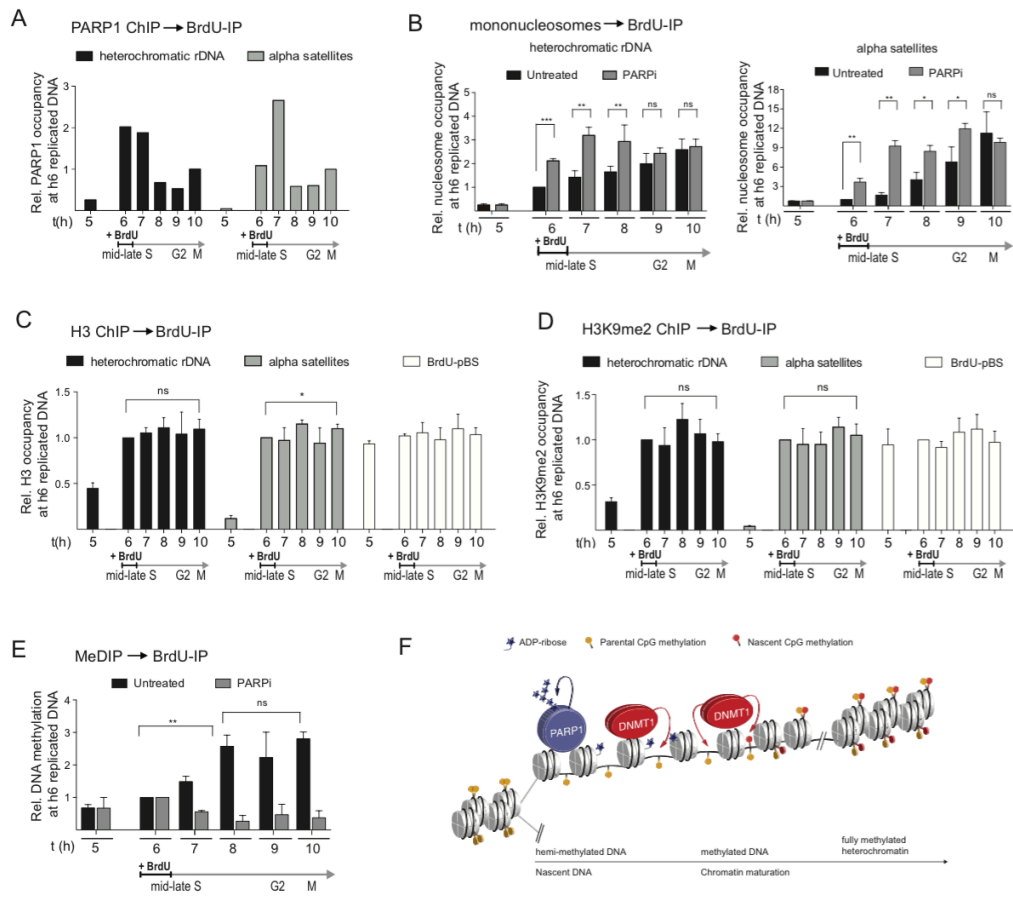 A
PARP1 ChIP → BrdU-IP
heterochromatic rDNA
alpha satellites
Rel. PARP1 occupancy
at h6 replicated DNA
3
2
1
5 6 7 8 9 10 5 6 7 8 9 10
t(h)
+ BrdU + BrdU
mid-late S G2 M mid-late S G2 M
B
mononucleosomes → BrdU-IP
heterochromatic rDNA
Untreated PARPi
Rel. nucleosome occupancy
at h6 replicated DNA
5
4
3
2
1
0
*** ** ** ns ns
t (h) 5 6 7 8 9 10
+ BrdU
mid-late S G2 M
alpha satellites
Untreated PARPi
Rel. nucleosome occupancy
at h6 replicated DNA
18
15
12
9
6
3
** ** * * ns
5 6 7 8 9 10
+ BrdU
mid-late S G2 M
C
H3 ChIP → BrdU-IP
heterochromatic rDNA alpha satellites BrdU-pBS
Rel. H3 occupancy
at h6 replicated DNA
1.5
1.0
0.5
ns *
t(h) 5 6 7 8 9 10 5 6 7 8 9 10 5 6 7 8 9 10
+ BrdU + BrdU + BrdU
mid-late S G2 M mid-late S G2 M mid-late S G2 M
D
H3K9me2 ChIP → BrdU-IP
heterochromatic rDNA alpha satellites BrdU-pBS
Rel. H3K9me2 occupancy
at h6 replicated DNA
1.5
1.0
0.5
ns ns
t(h) 5 6 7 8 9 10 5 6 7 8 9 10 5 6 7 8 9 10
+ BrdU + BrdU + BrdU
mid-late S G2 M mid-late S G2 M mid-late S G2 M
E
MeDIP → BrdU-IP
Untreated PARPi
Rel. DNA methylation
at h6 replicated DNA
4
3
2
1
** ns
t (h) 5 6 7 8 9 10
+ BrdU
mid-late S G2 M
F
ADP-ribose Parental CpG methylation Nascent CpG methylation
PARP1
DNMT1
DNMT1
hemi-methylated DNA methylated DNA fully methylated
heterochromatin
Nascent DNA Chromatin maturation